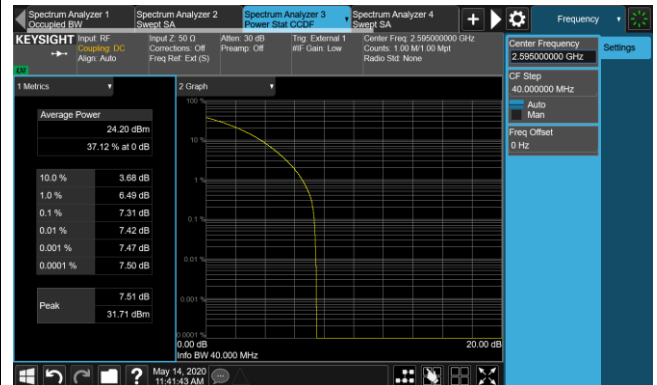 Spectrum Analyzer 1
Occupied BW
Spectrum Analyzer 2
Swept SA
Spectrum Analyzer 3
Power Stat CCDF
Spectrum Analyzer 4
Swept SA
Frequency
KEYSIGHT
Input: RF
Coupling: DC
Align: Auto
Input Z: 50 Ω
Corrections: Off
Freq Ref: Ext (S)
Atten: 30 dB
Preamp: Off
Trig: External 1
#IF Gain: Low
Center Freq: 2.595000000 GHz
Counts: 1.00 M/1.00 Mpt
Radio Std: None
Center Frequency
2.595000000 GHz
Settings
CF Step
40.000000 MHz
Auto
Man
Freq Offset
0 Hz
1 Metrics
Average Power
24.20 dBm
37.12 % at 0 dB
10.0 % 3.68 dB
1.0 % 6.49 dB
0.1 % 7.31 dB
0.01 % 7.42 dB
0.001 % 7.47 dB
0.0001 % 7.50 dB
Peak
7.51 dB
31.71 dBm
2 Graph
100 %
10 %
1 %
0.1 %
0.01 %
0.001 %
0.0001 %
0.00 dB
20.00 dB
Info BW 40.000 MHz
?
May 14, 2020
11:41:43 AM